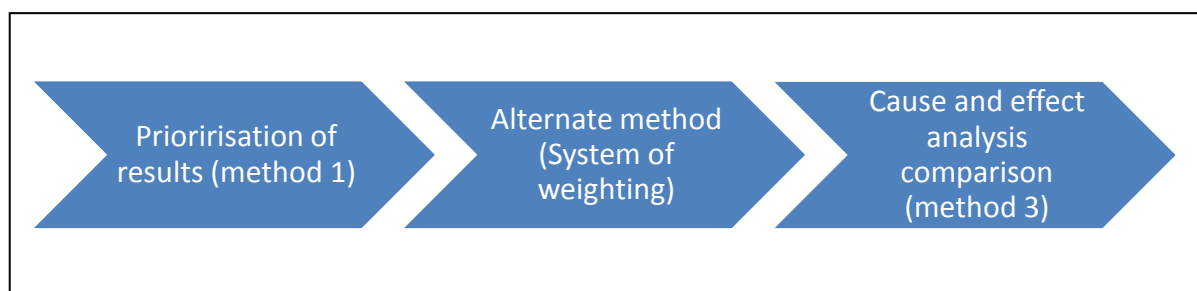 Prioririsation of
results (method 1)
Alternate method
(System of
weighting)
Cause and effect
analysis
comparison
(method 3)